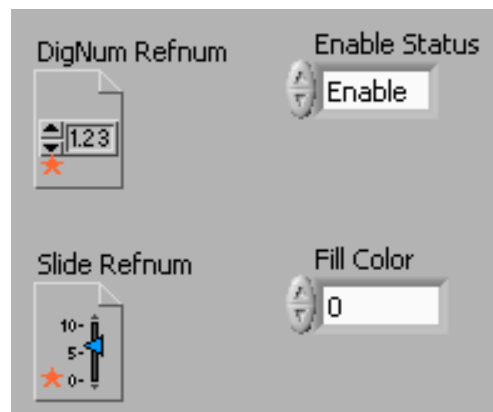 DigNum Refnum
Enable Status
Enable
1.23
Slide Refnum
Fill Color
0
10-
5-
0-